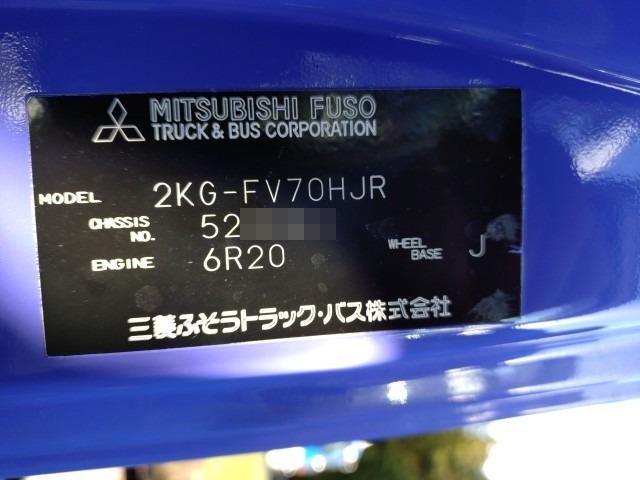 MITSUBISHI FUSO
TRUCK & BUS CORPORATION
MODEL 2KG-FV70HJR
CHASSIS NO. 52
ENGINE 6R20
WHEEL BASE J
三菱ふそうトラック・バス株式会社